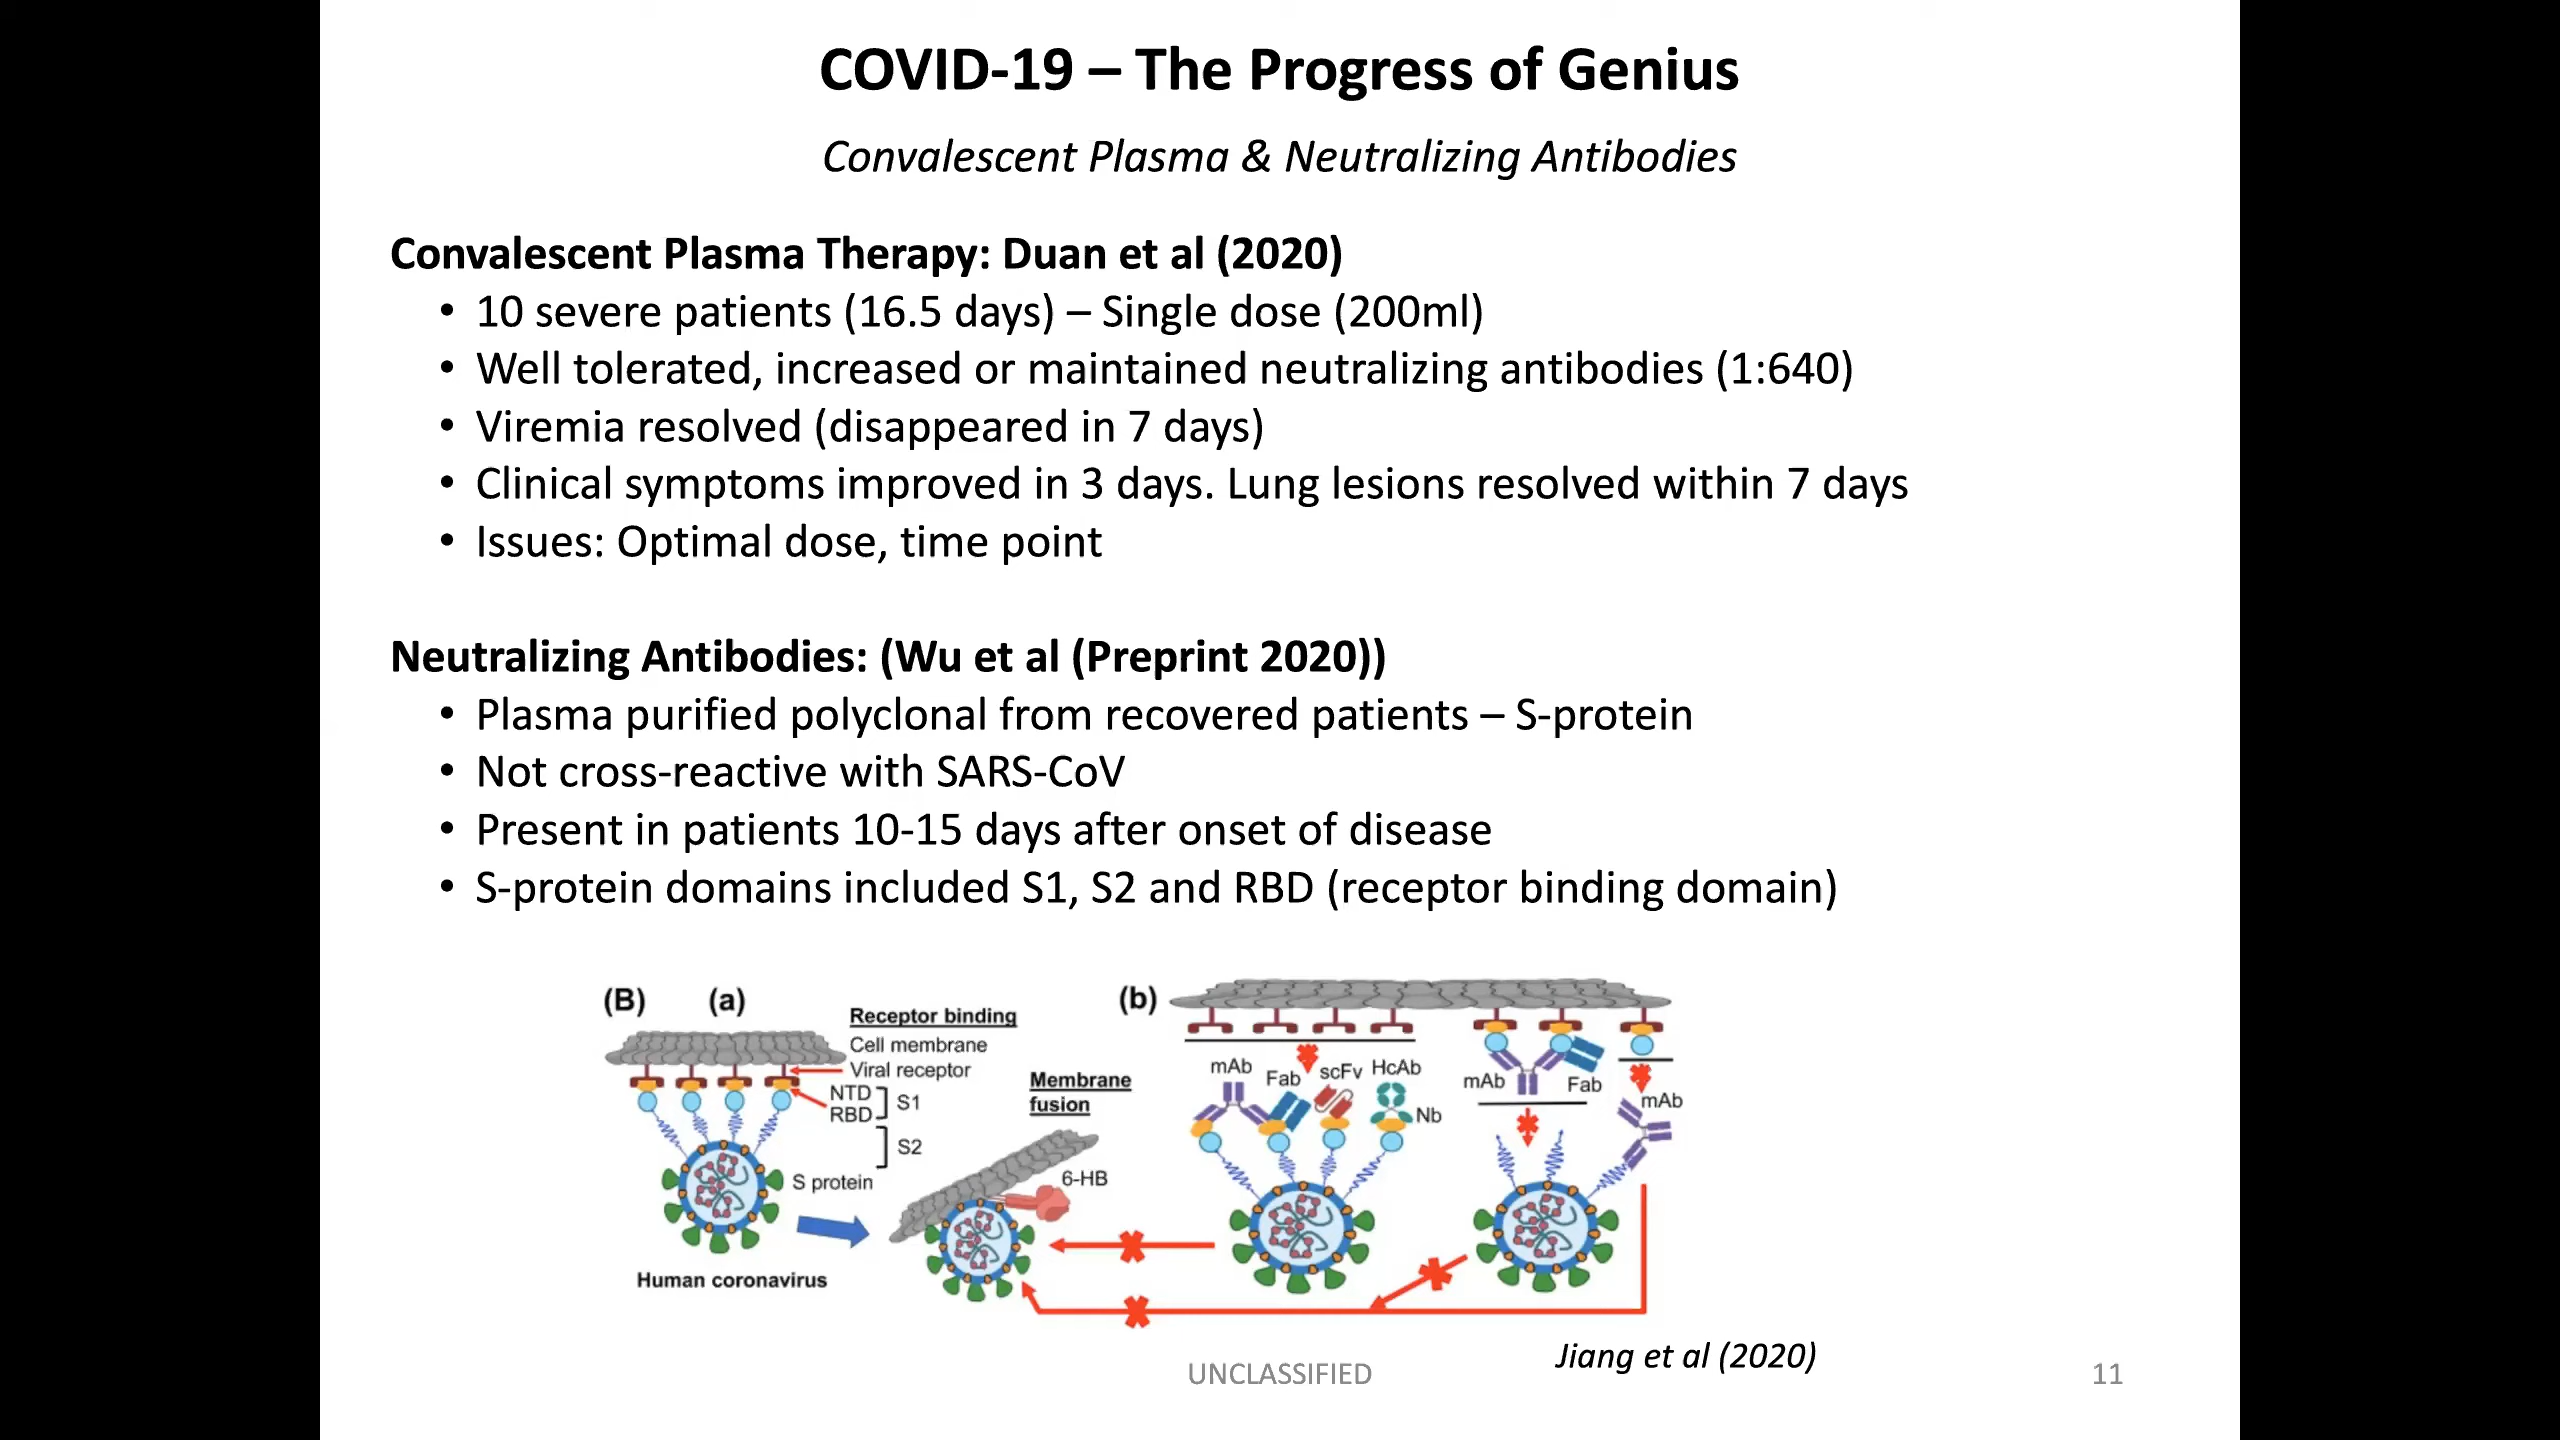 COVID-19 – The Progress of Genius
Convalescent Plasma & Neutralizing Antibodies
Convalescent Plasma Therapy: Duan et al (2020)
• 10 severe patients (16.5 days) – Single dose (200ml)
• Well tolerated, increased or maintained neutralizing antibodies (1:640)
• Viremia resolved (disappeared in 7 days)
• Clinical symptoms improved in 3 days. Lung lesions resolved within 7 days
• Issues: Optimal dose, time point
Neutralizing Antibodies: (Wu et al (Preprint 2020))
• Plasma purified polyclonal from recovered patients – S-protein
• Not cross-reactive with SARS-CoV
• Present in patients 10-15 days after onset of disease
• S-protein domains included S1, S2 and RBD (receptor binding domain)
(B) (a)
Receptor binding
Cell membrane
Viral receptor
NTD
RBD
S1
S2
S protein
Human coronavirus
Membrane
fusion
6-HB
(b)
mAb
Fab
scFv
HcAb
Nb
mAb
Fab
mAb
Jiang et al (2020)
UNCLASSIFIED
11